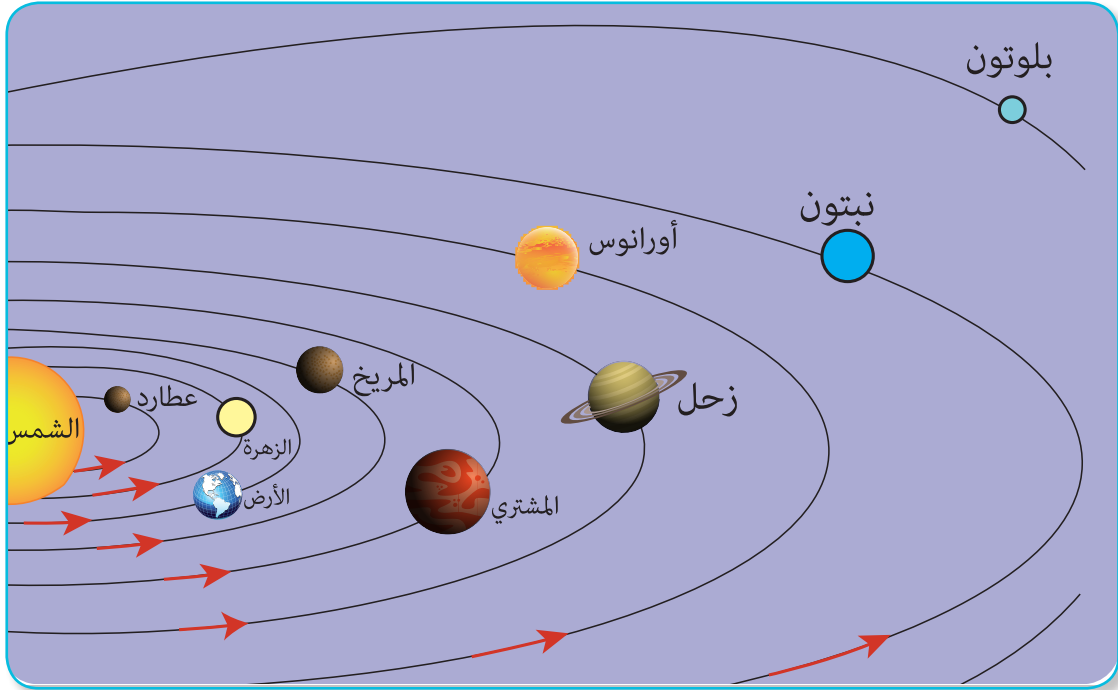 بلوتون
نبتون
أورانوس
زحل
المريخ
المشتري
عطارد
الزهرة
الأرض
الشمس